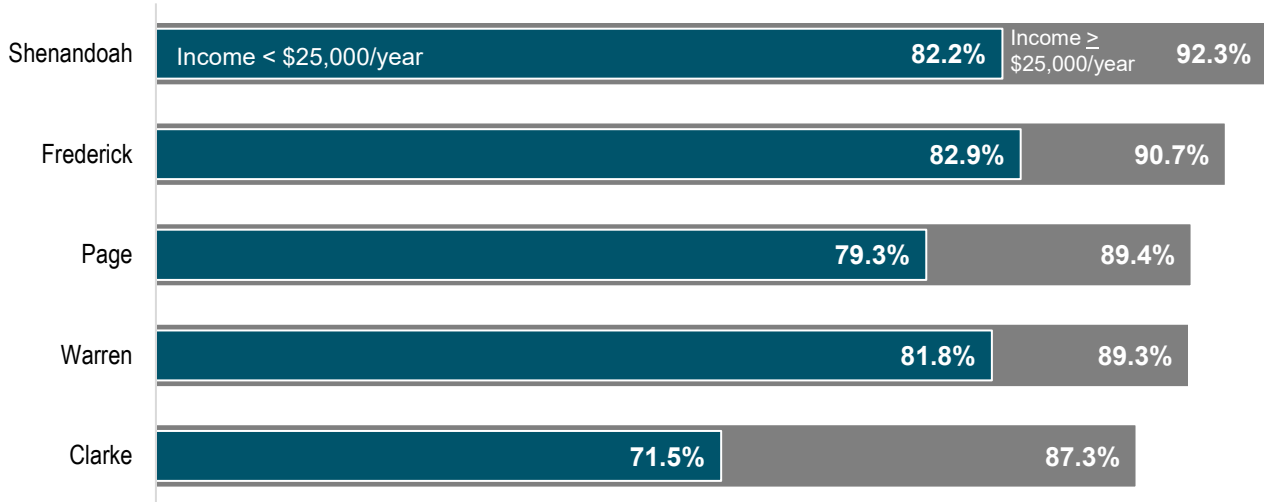 Shenandoah Income < $25,000/year 82.2% Income ≥ 92.3%
$25,000/year
Frederick 82.9% 90.7%
Page 79.3% 89.4%
Warren 81.8% 89.3%
Clarke 71.5% 87.3%